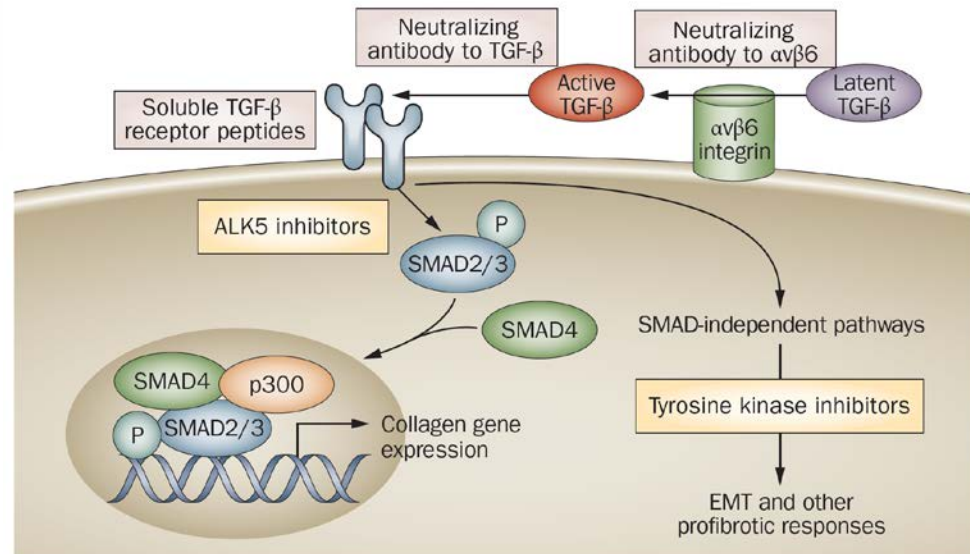 Neutralizing
antibody to TGF-β
Neutralizing
antibody to αvβ6
Soluble TGF-β
receptor peptides
Active
TGF-β
Latent
TGF-β
αvβ6
integrin
ALK5 inhibitors
P
SMAD2/3
SMAD4
SMAD-independent pathways
SMAD4
p300
P
SMAD2/3
Collagen gene
expression
Tyrosine kinase inhibitors
EMT and other
profibrotic responses